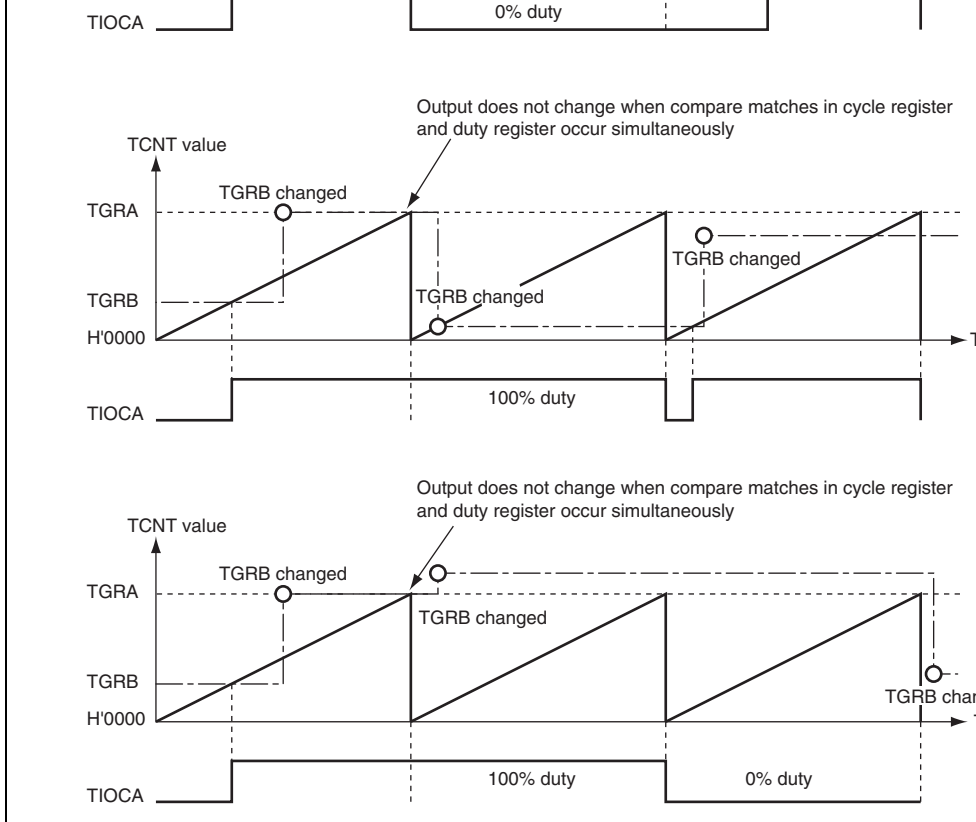 0% duty
TIOCA
Output does not change when compare matches in cycle register
and duty register occur simultaneously
TCNT value
TGRB changed
TGRA
TGRB changed
TGRB
TGRB changed
H'0000
T
100% duty
TIOCA
Output does not change when compare matches in cycle register
and duty register occur simultaneously
TCNT value
TGRB changed
TGRA
TGRB changed
TGRB
TGRB char
H'0000
100% duty
0% duty
TIOCA